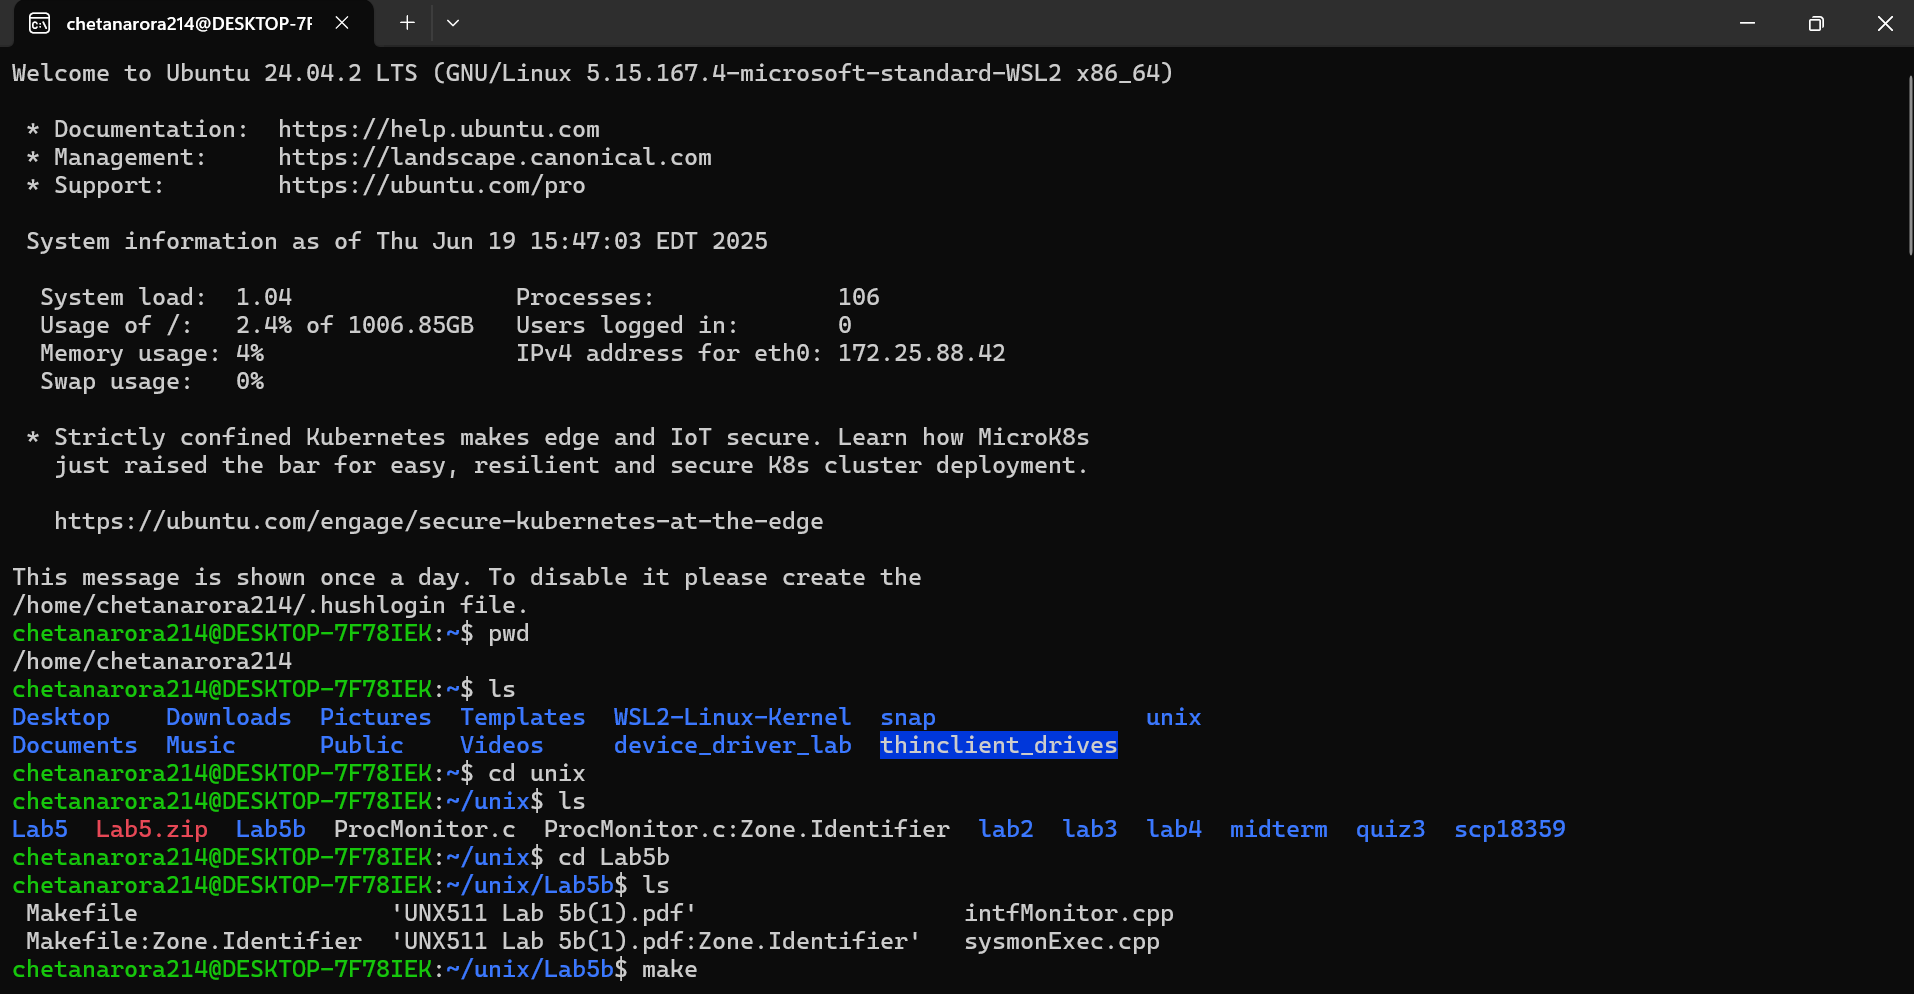 chetanarora214@DESKTOP-7F
Welcome to Ubuntu 24.04.2 LTS (GNU/Linux 5.15.167.4-microsoft-standard-WSL2 x86_64)
* Documentation:  https://help.ubuntu.com
* Management:     https://landscape.canonical.com
* Support:        https://ubuntu.com/pro
System information as of Thu Jun 19 15:47:03 EDT 2025
System load:  1.04                Processes:             106
Usage of /:   2.4% of 1006.85GB   Users logged in:       0
Memory usage: 4%                  IPv4 address for eth0: 172.25.88.42
Swap usage:   0%
* Strictly confined Kubernetes makes edge and IoT secure. Learn how MicroK8s
just raised the bar for easy, resilient and secure K8s cluster deployment.
https://ubuntu.com/engage/secure-kubernetes-at-the-edge
This message is shown once a day. To disable it please create the
/home/chetanarora214/.hushlogin file.
chetanarora214@DESKTOP-7F78IEK:~$ pwd
/home/chetanarora214
chetanarora214@DESKTOP-7F78IEK:~$ ls
Desktop    Downloads  Pictures  Templates  WSL2-Linux-Kernel  snap               unix
Documents  Music      Public    Videos     device_driver_lab  thinclient_drives
chetanarora214@DESKTOP-7F78IEK:~$ cd unix
chetanarora214@DESKTOP-7F78IEK:~/unix$ ls
Lab5  Lab5.zip  Lab5b  ProcMonitor.c  ProcMonitor.c:Zone.Identifier  lab2  lab3  lab4  midterm  quiz3  scp18359
chetanarora214@DESKTOP-7F78IEK:~/unix$ cd Lab5b
chetanarora214@DESKTOP-7F78IEK:~/unix/Lab5b$ ls
Makefile                  'UNX511 Lab 5b(1).pdf'                   intfMonitor.cpp
Makefile:Zone.Identifier  'UNX511 Lab 5b(1).pdf:Zone.Identifier'   sysmonExec.cpp
chetanarora214@DESKTOP-7F78IEK:~/unix/Lab5b$ make